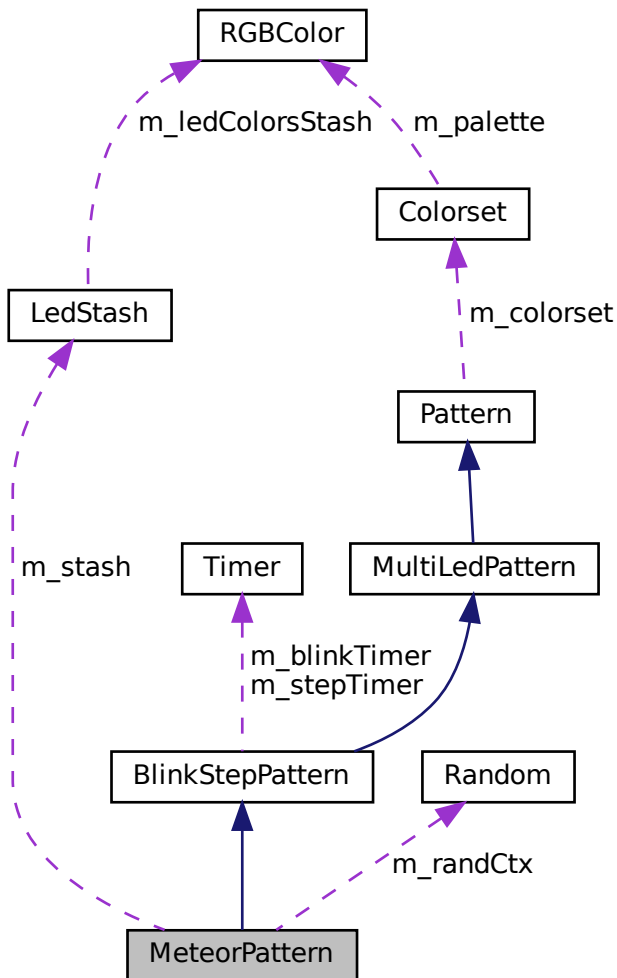 RGBColor
m_ledColorsStash
m_palette
Colorset
LedStash
m_colorset
Pattern
m_stash
Timer
MultiLedPattern
m_blinkTimer
m_stepTimer
BlinkStepPattern
Random
m_randCtx
MeteorPattern